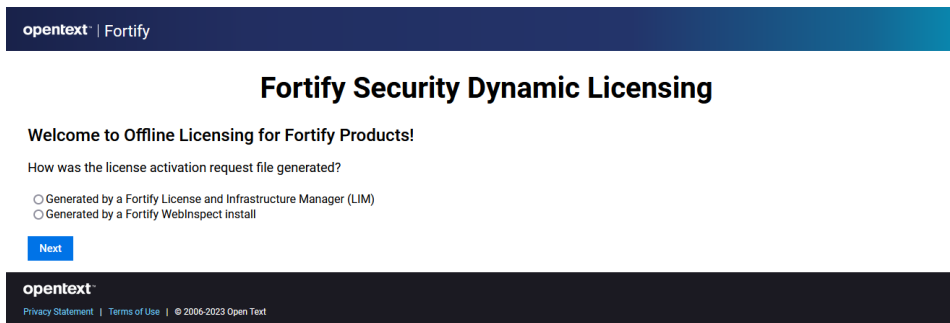 opentext™ | Fortify
Fortify Security Dynamic Licensing
Welcome to Offline Licensing for Fortify Products!
How was the license activation request file generated?
Generated by a Fortify License and Infrastructure Manager (LIM)
Generated by a Fortify WebInspect install
Next
opentext™
Privacy Statement | Terms of Use | © 2006-2023 Open Text